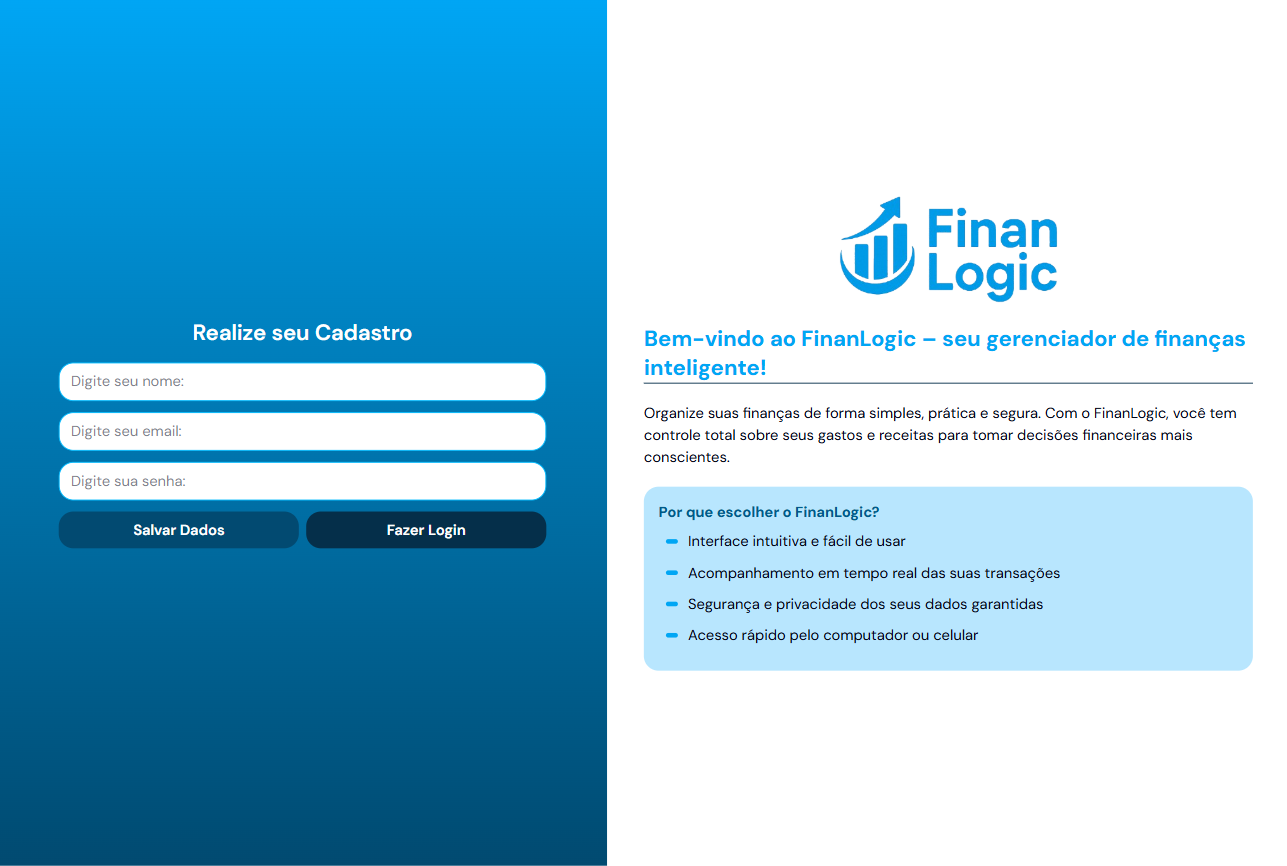 Realize seu Cadastro
Digite seu nome:
Digite seu email:
Digite sua senha:
Salvar Dados
Fazer Login
Finan
Logic
Bem-vindo ao FinanLogic – seu gerenciador de finanças
inteligente!
Organize suas finanças de forma simples, prática e segura. Com o FinanLogic, você tem
controle total sobre seus gastos e receitas para tomar decisões financeiras mais
conscientes.
Por que escolher o FinanLogic?
Interface intuitiva e fácil de usar
Acompanhamento em tempo real das suas transações
Segurança e privacidade dos seus dados garantidas
Acesso rápido pelo computador ou celular